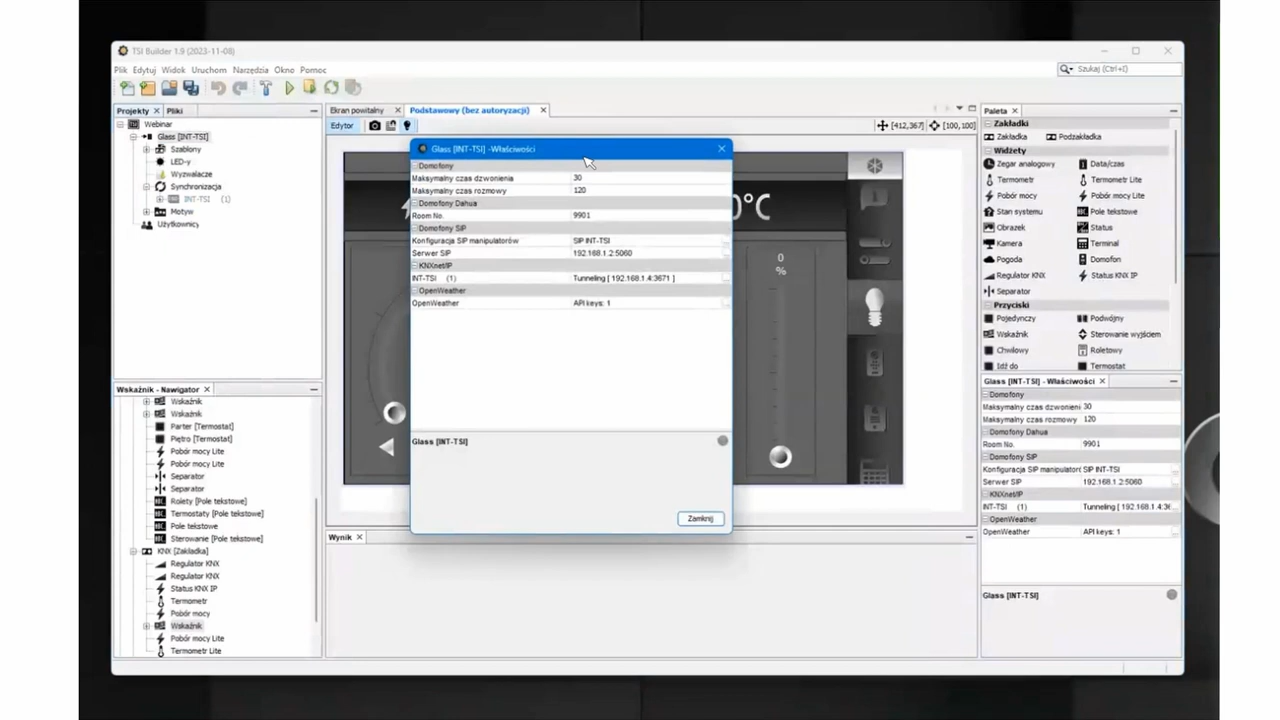 TSI Builder 1.9 (2023-11-08)
Plik Edytuj Widok Uruchom Narzędzia Okno Pomoc
Szukaj (Ctrl+I)
Projekty
Pliki
Webinar
Glass [INT-TSI]
Szablony
LED-y
Wyzwalacze
Synchronizacja
INT-TSI (1)
Motyw
Użytkownicy
Wskaźnik - Nawigator
Wskaźnik
Wskaźnik
Parter [Termostat]
Piętro [Termostat]
Pobór mocy Lite
Pobór mocy Lite
Separator
Separator
Rolety [Pole tekstowe]
Termostaty [Pole tekstowe]
Pole tekstowe
Sterowanie [Pole tekstowe]
KNX [Zakładka]
Regulator KNX
Regulator KNX
Status KNX IP
Termometr
Pobór mocy
Wskaźnik
Pobór mocy Lite
Termometr Lite
Ekran powitalny
Podstawowy (bez autoryzacji)
Edytor
[412,367]
[100,100]
0°C
0
%
Glass [INT-TSI] -Właściwości
Domofony
Maksymalny czas dzwonienia 30
Maksymalny czas rozmowy 120
Domofony Dahua
Room No. 9901
Domofony SIP
Konfiguracja SIP manipulatorów SIP INT-TSI
Serwer SIP 192.168.1.2:5060
KNXnet/IP
INT-TSI (1) Tunneling [ 192.168.1.4:3671 ]
OpenWeather
OpenWeather API keys: 1
Glass [INT-TSI]
Zamknij
Wynik
Paleta
Zakładki
Zakładka Podzakładka
Widżety
Zegar analogowy Data/czas
Termometr Termometr Lite
Pobór mocy Pobór mocy Lite
Stan systemu Pole tekstowe
Obrazek Status
Kamera Terminal
Pogoda Domofon
Regulator KNX Status KNX IP
Separator
Przyciski
Pojedynczy Podwójny
Wskaźnik Sterowanie wyjściem
Chwilowy Roletowy
Idź do Termostat
Glass [INT-TSI] - Właściwości
Domofony
Maksymalny czas dzwonieni 30
Maksymalny czas rozmowy 120
Domofony Dahua
Room No. 9901
Domofony SIP
Konfiguracja SIP manipulator SIP INT-TSI
Serwer SIP 192.168.1.2:5060
KNXnet/IP
INT-TSI (1) Tunneling [ 192.168.1.4:3
OpenWeather
OpenWeather API keys: 1
Glass [INT-TSI]